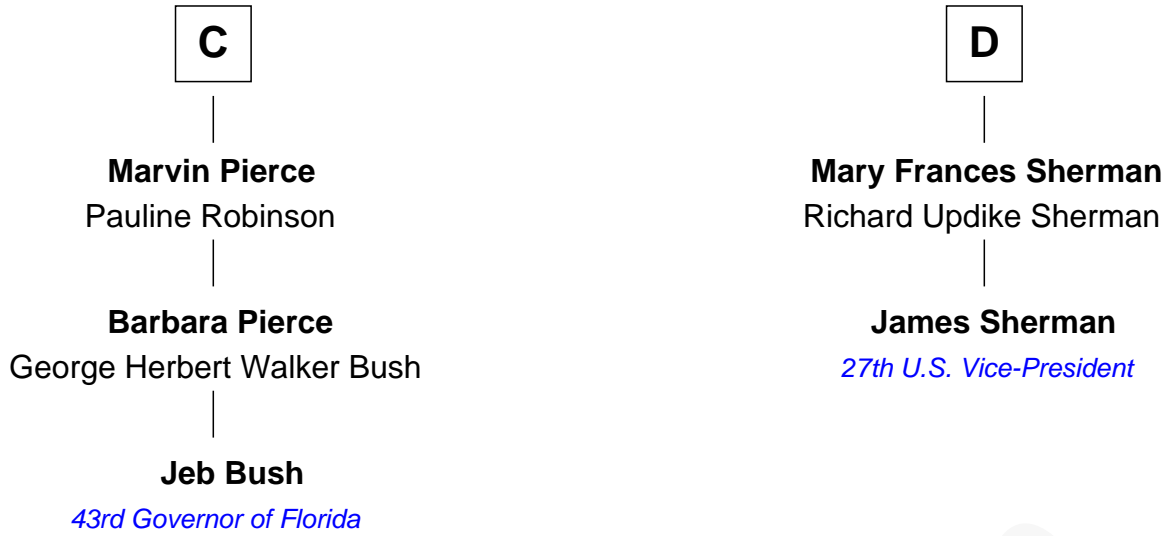 C
Marvin Pierce
Pauline Robinson
Barbara Pierce
George Herbert Walker Bush
Jeb Bush
43rd Governor of Florida
D
Mary Frances Sherman
Richard Updike Sherman
James Sherman
27th U.S. Vice-President